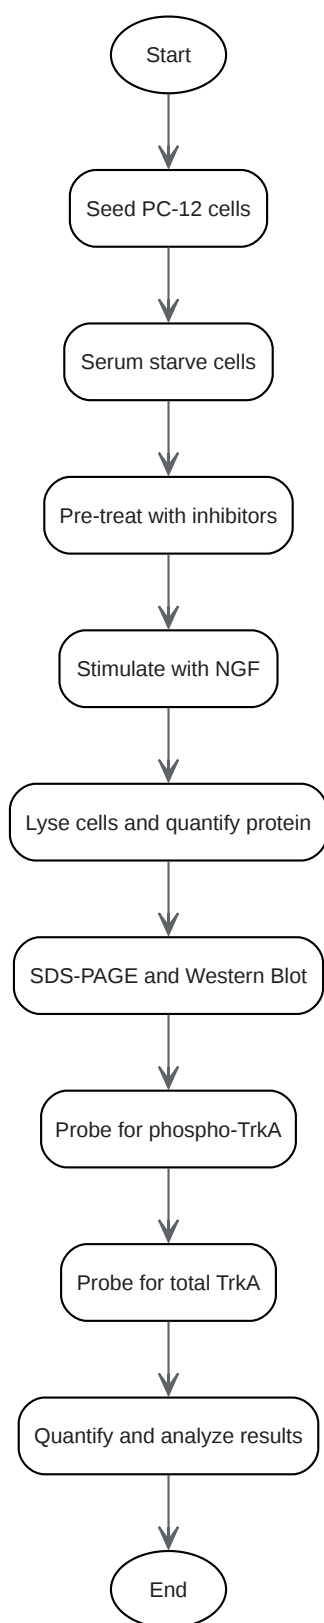 Start
Seed PC-12 cells
Serum starve cells
Pre-treat with inhibitors
Stimulate with NGF
Lyse cells and quantify protein
SDS-PAGE and Western Blot
Probe for phospho-TrkA
Probe for total TrkA
Quantify and analyze results
End